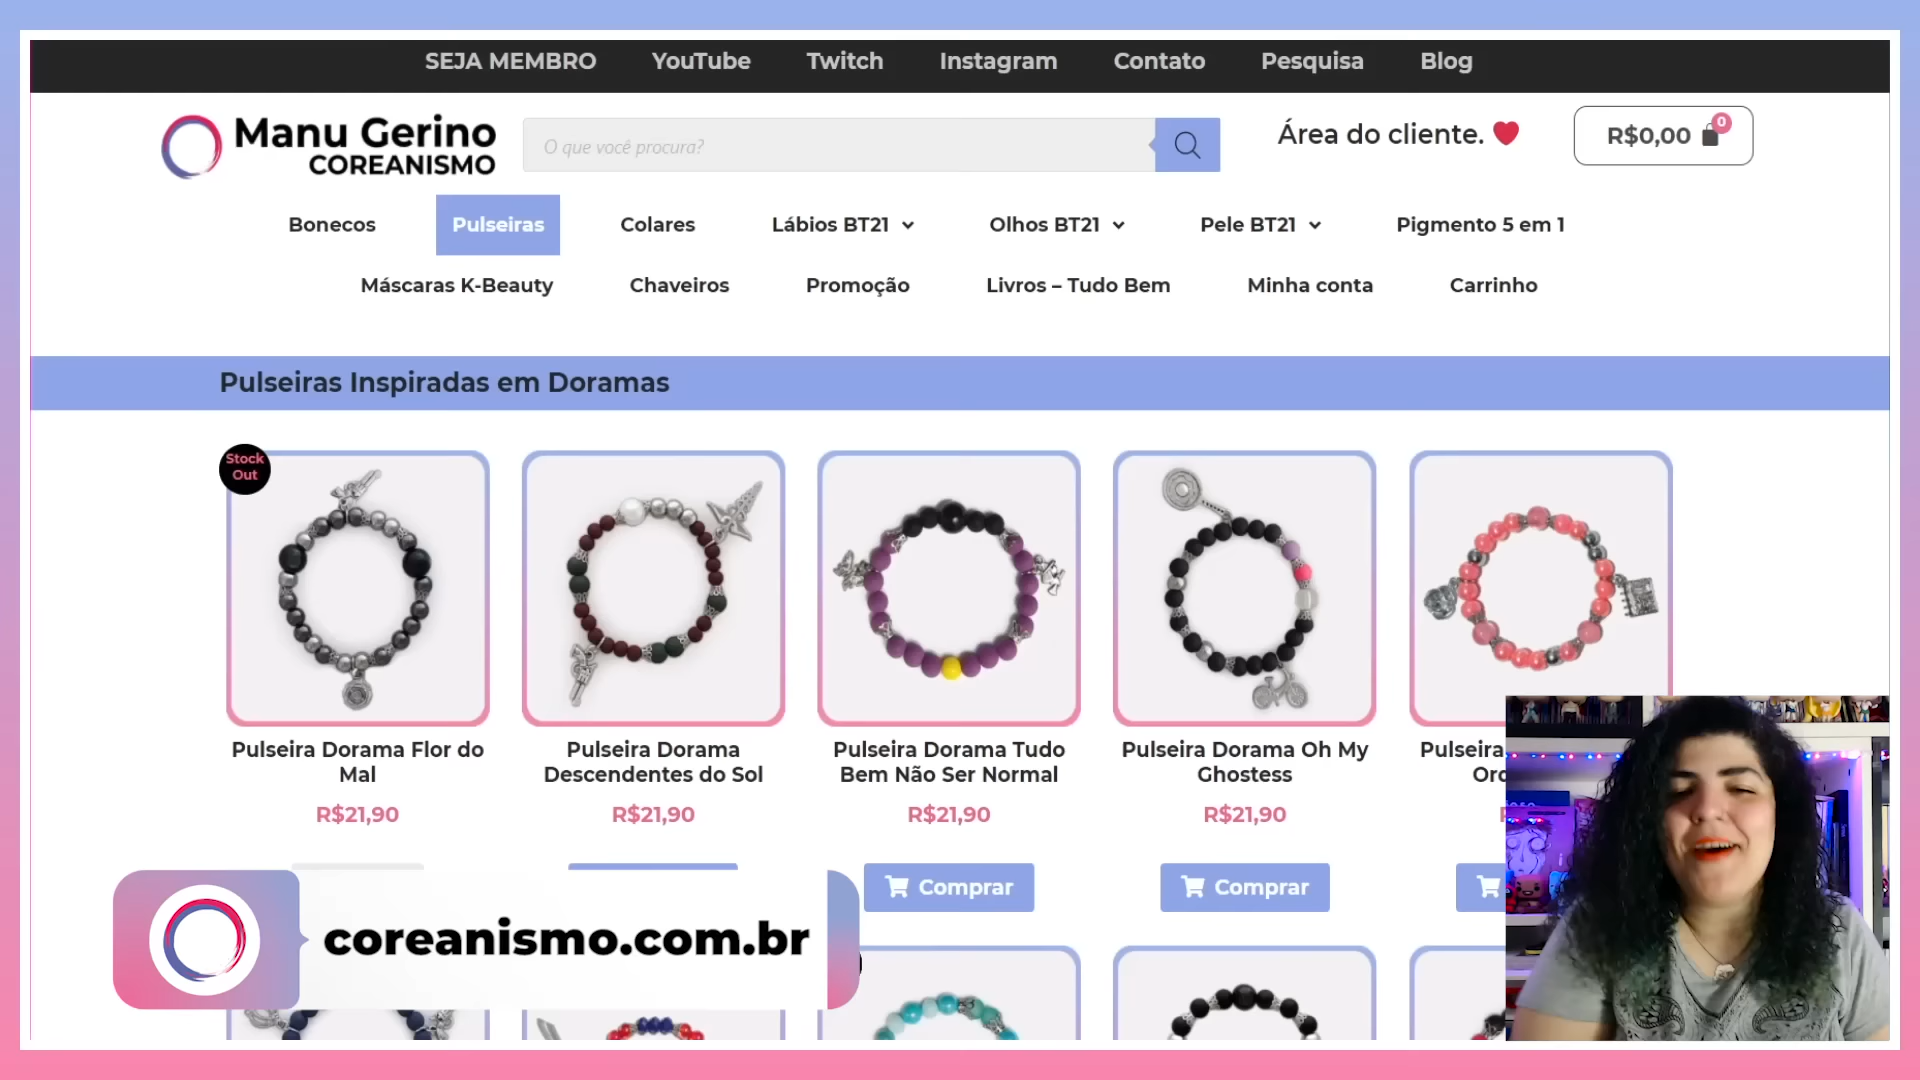 SEJA MEMBRO YouTube Twitch Instagram Contato Pesquisa Blog
Manu Gerino
COREANISMO
O que você procura?
Área do cliente.
R$0,00
0
Bonecos Pulseiras Colares Lábios BT21 Olhos BT21 Pele BT21 Pigmento 5 em 1
Máscaras K-Beauty Chaveiros Promoção Livros – Tudo Bem Minha conta Carrinho
Pulseiras Inspiradas em Doramas
Stock
Out
Pulseira Dorama Flor do
Mal
R$21,90
Pulseira Dorama
Descendentes do Sol
R$21,90
Pulseira Dorama Tudo
Bem Não Ser Normal
R$21,90
Comprar
Pulseira Dorama Oh My
Ghostess
R$21,90
Comprar
Pulseira
coreanismo.com.br